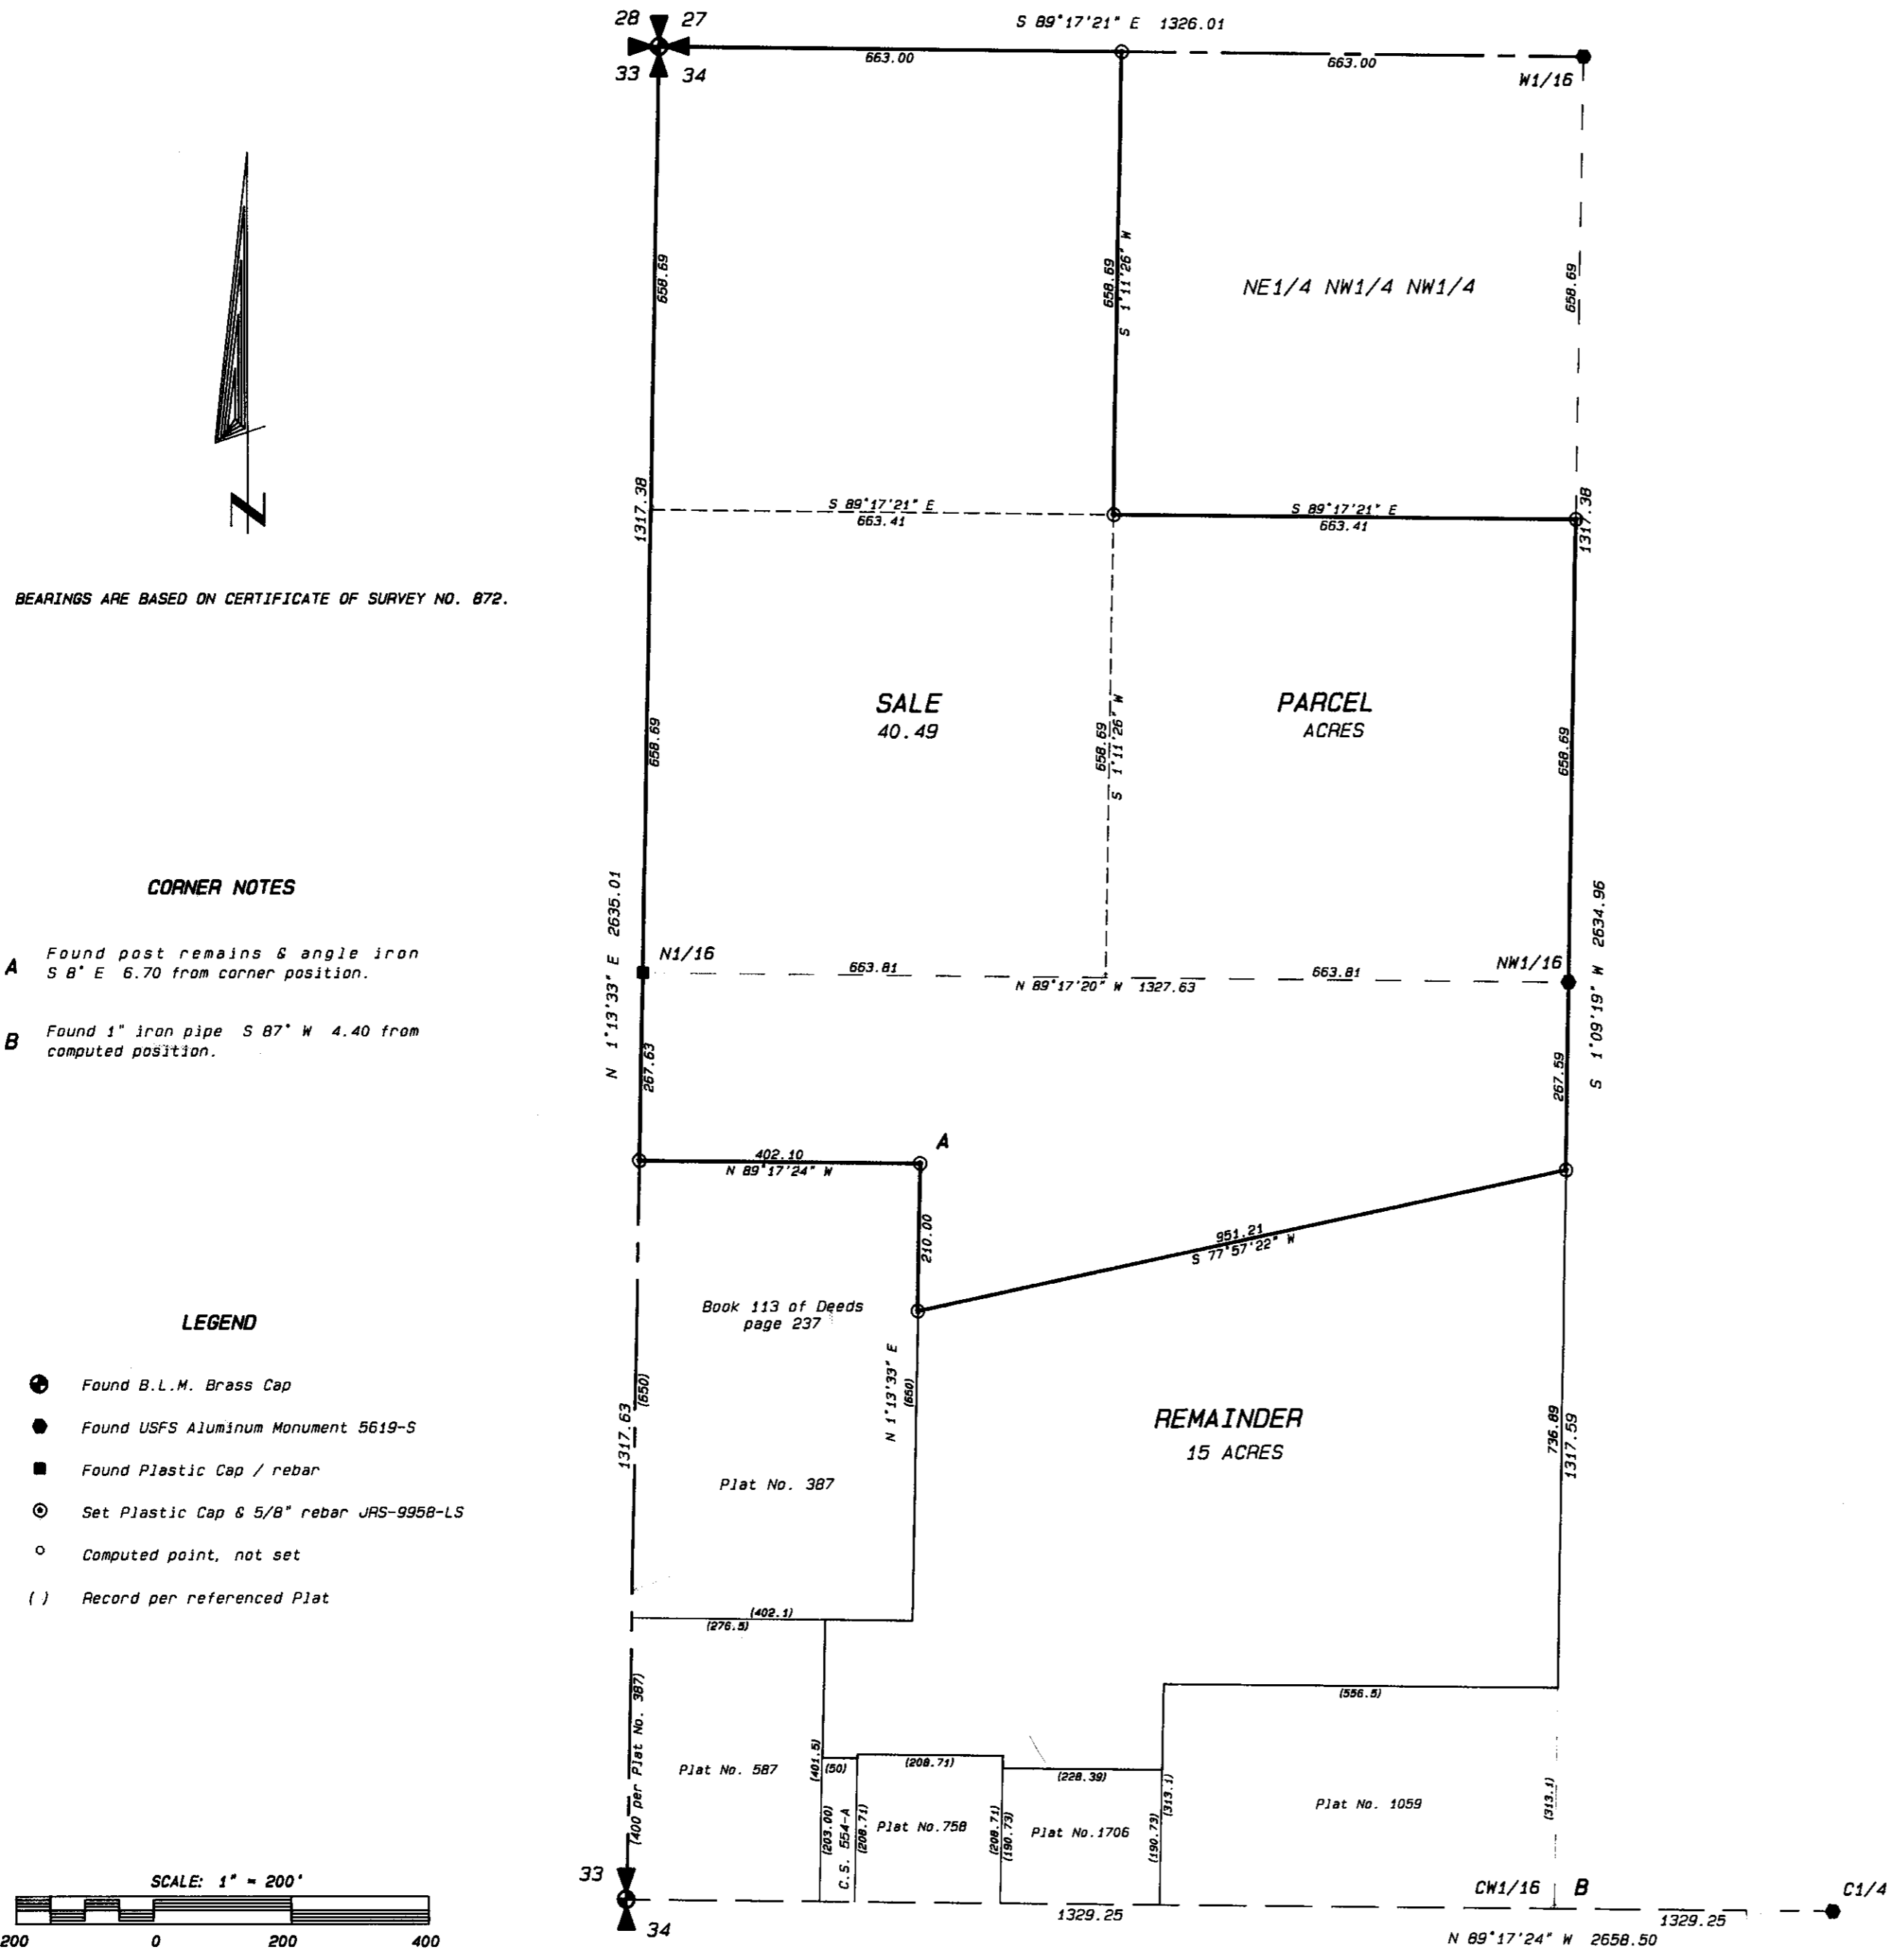 28 27
33 34
S 89°17'21" E 1326.01
663.00
663.00
W1/16
658.69
658.69
S 1°11'26" W
NE1/4 NW1/4 NW1/4
658.69
1317.38
S 89°17'21" E
663.41
S 89°17'21" E
663.41
1317.38
N
BEARINGS ARE BASED ON CERTIFICATE OF SURVEY NO. 872.
SALE
40.49
PARCEL
ACRES
658.69
658.69
S 1°11'26" W
658.69
N 1°13'33" E 2635.01
S 1°09'19" W 2634.96
CORNER NOTES
A Found post remains & angle iron
S 8° E 6.70 from corner position.
B Found 1" iron pipe S 87° W 4.40 from
computed position.
N1/16
663.81
663.81
NW1/16
N 89°17'20" W 1327.63
267.63
267.59
A
402.10
N 89°17'24" W
210.00
951.21
S 77°57'22" W
Book 113 of Deeds
page 237
(650)
N 1°13'33" E
(650)
1317.63
Plat No. 387
REMAINDER
15 ACRES
736.89
1317.59
LEGEND
Found B.L.M. Brass Cap
Found USFS Aluminum Monument 5619-S
Found Plastic Cap / rebar
Set Plastic Cap & 5/8" rebar JRS-9958-LS
Computed point, not set
( ) Record per referenced Plat
(402.1)
(276.5)
(400 per Plat No. 387)
Plat No. 587
(401.5)
(50)
(203.00)
C.S. 554-A
(208.71)
(208.71)
Plat No.758
(208.71)
(190.73)
(228.39)
Plat No.1706
(190.73)
(313.1)
(556.5)
Plat No. 1059
(313.1)
SCALE: 1" = 200'
200 0 200 400
33
34
1329.25
CW1/16 B
1329.25
C1/4
N 89°17'24" W 2658.50